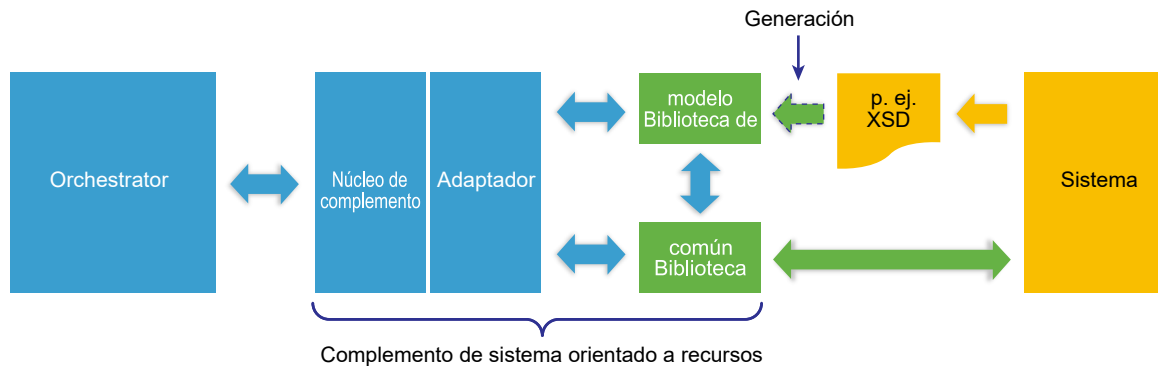 Generación
Orchestrator
Núcleo de
complemento
Adaptador
modelo
Biblioteca de
p. ej.
XSD
Sistema
común
Biblioteca
Complemento de sistema orientado a recursos